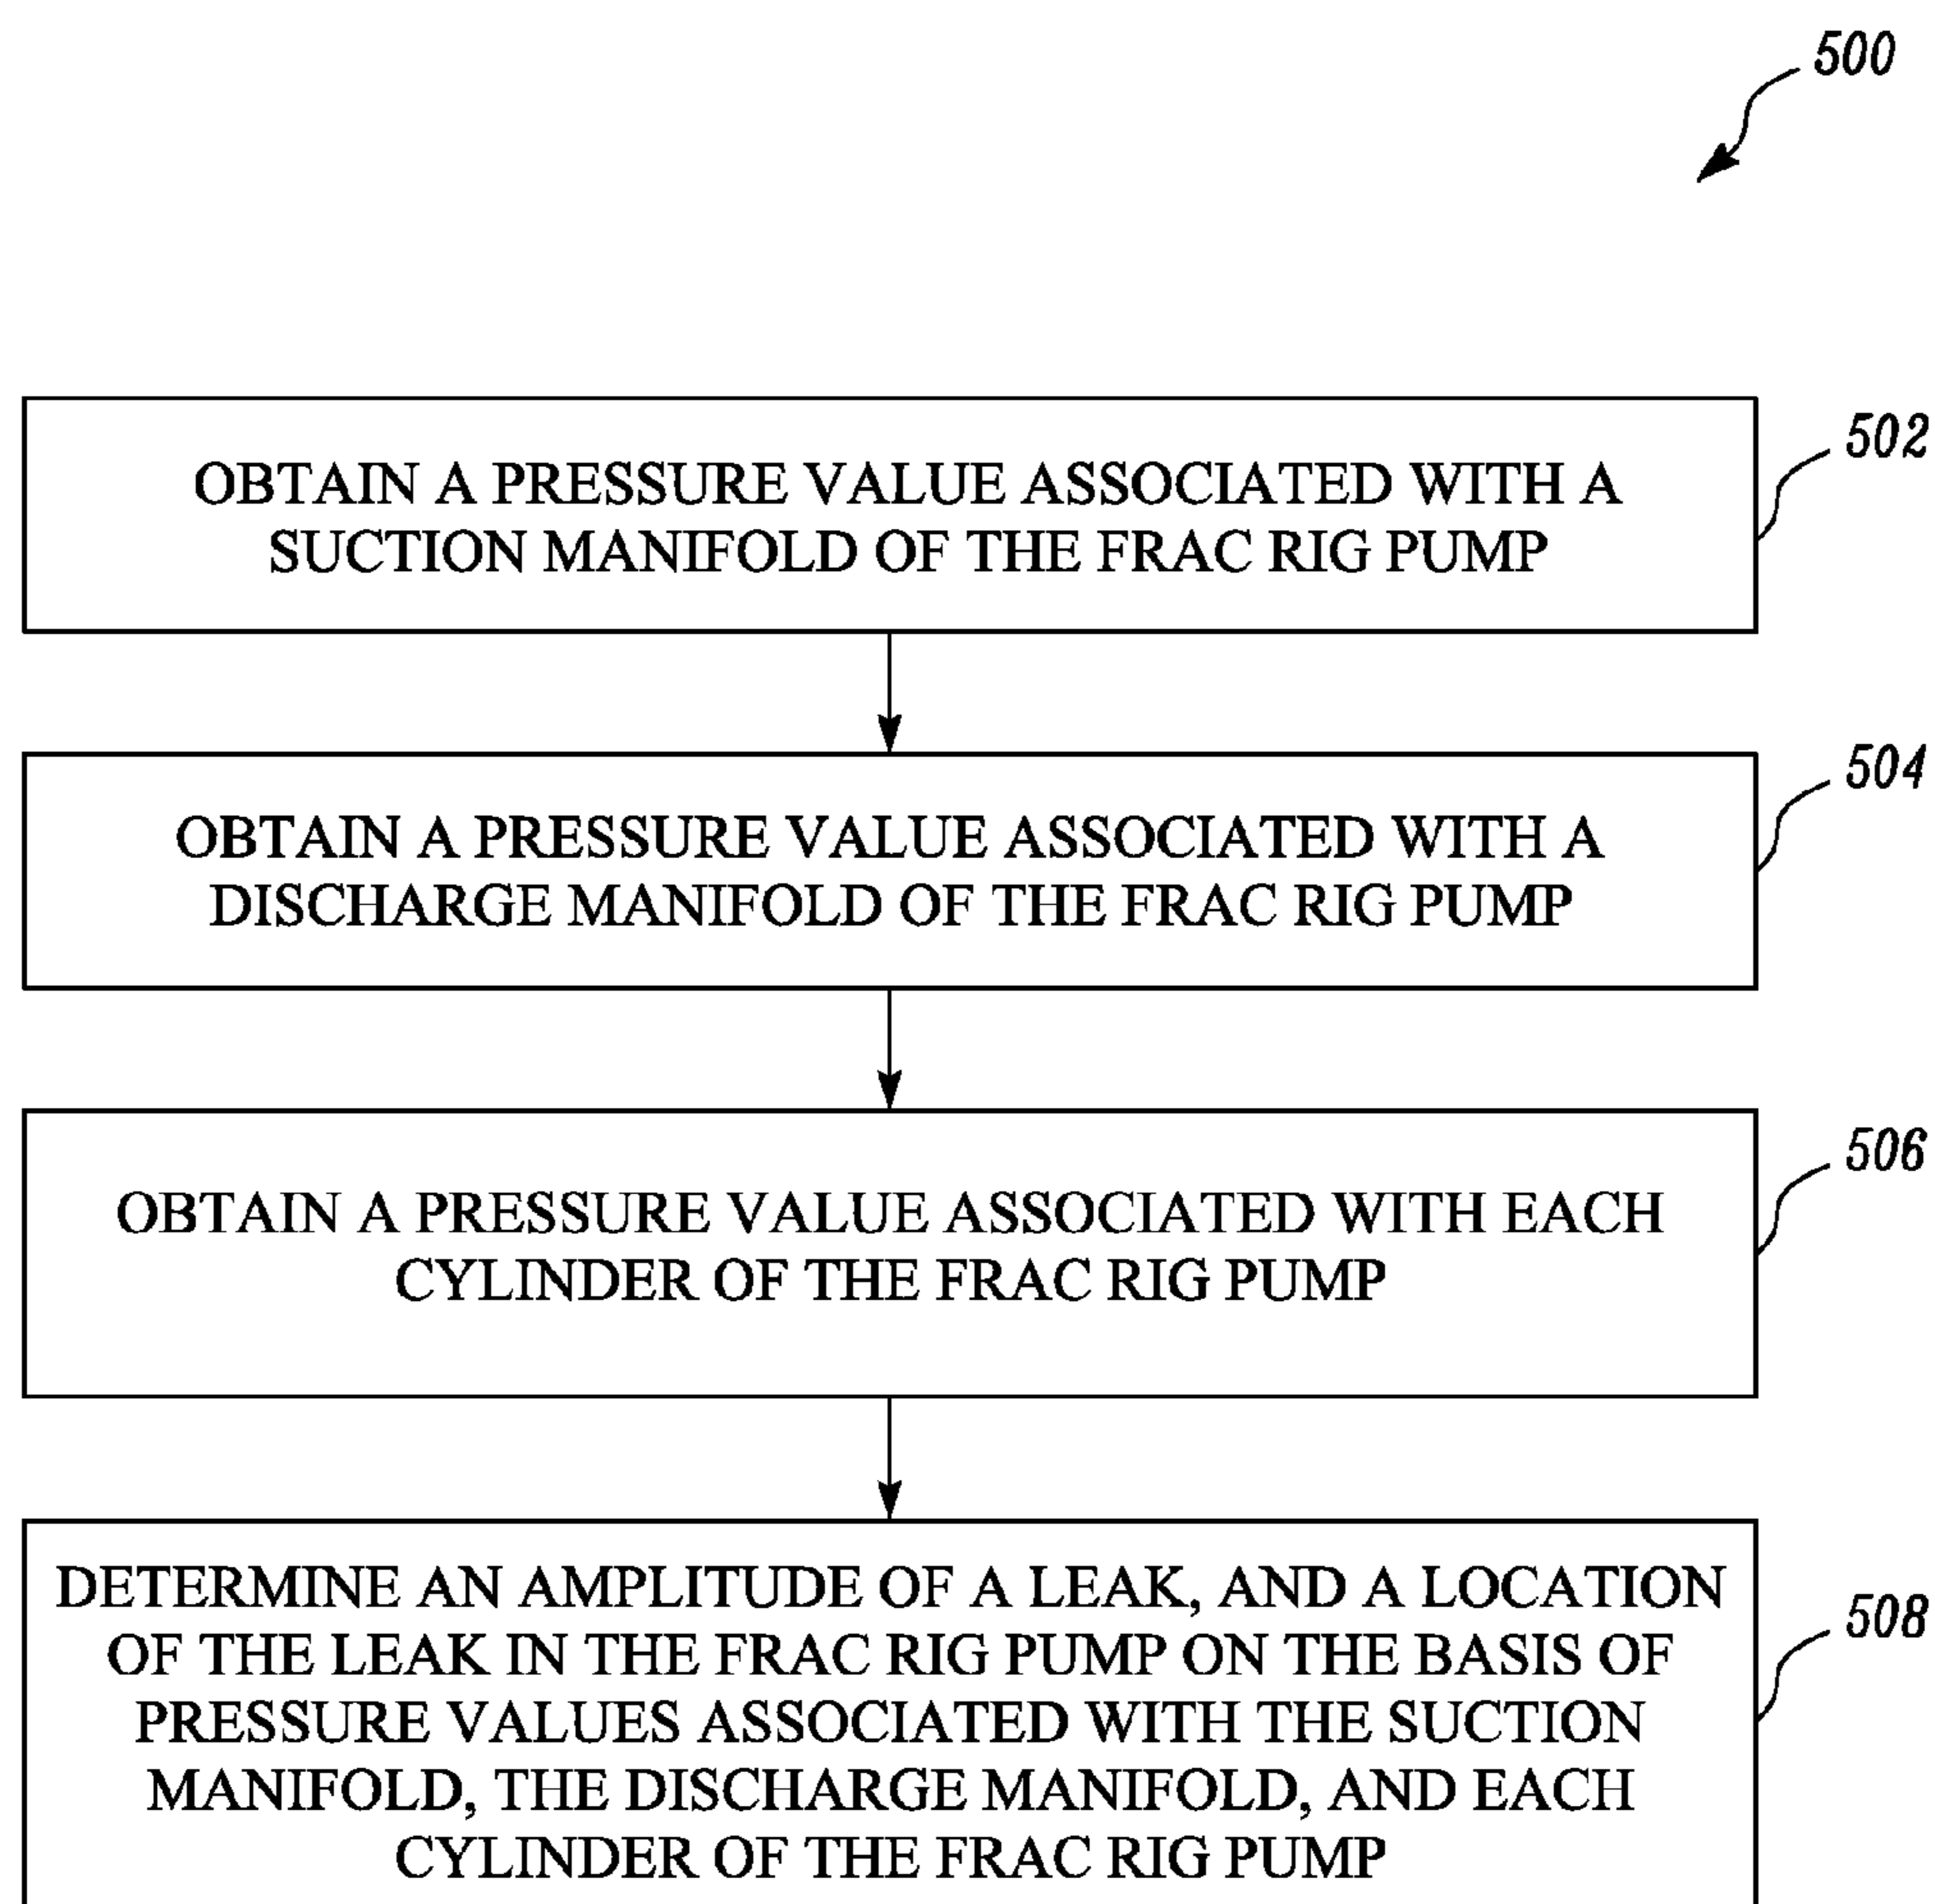 500
502
OBTAIN A PRESSURE VALUE ASSOCIATED WITH A
SUCTION MANIFOLD OF THE FRAC RIG PUMP
504
OBTAIN A PRESSURE VALUE ASSOCIATED WITH A
DISCHARGE MANIFOLD OF THE FRAC RIG PUMP
506
OBTAIN A PRESSURE VALUE ASSOCIATED WITH EACH
CYLINDER OF THE FRAC RIG PUMP
508
DETERMINE AN AMPLITUDE OF A LEAK, AND A LOCATION
OF THE LEAK IN THE FRAC RIG PUMP ON THE BASIS OF
PRESSURE VALUES ASSOCIATED WITH THE SUCTION
MANIFOLD, THE DISCHARGE MANIFOLD, AND EACH
CYLINDER OF THE FRAC RIG PUMP